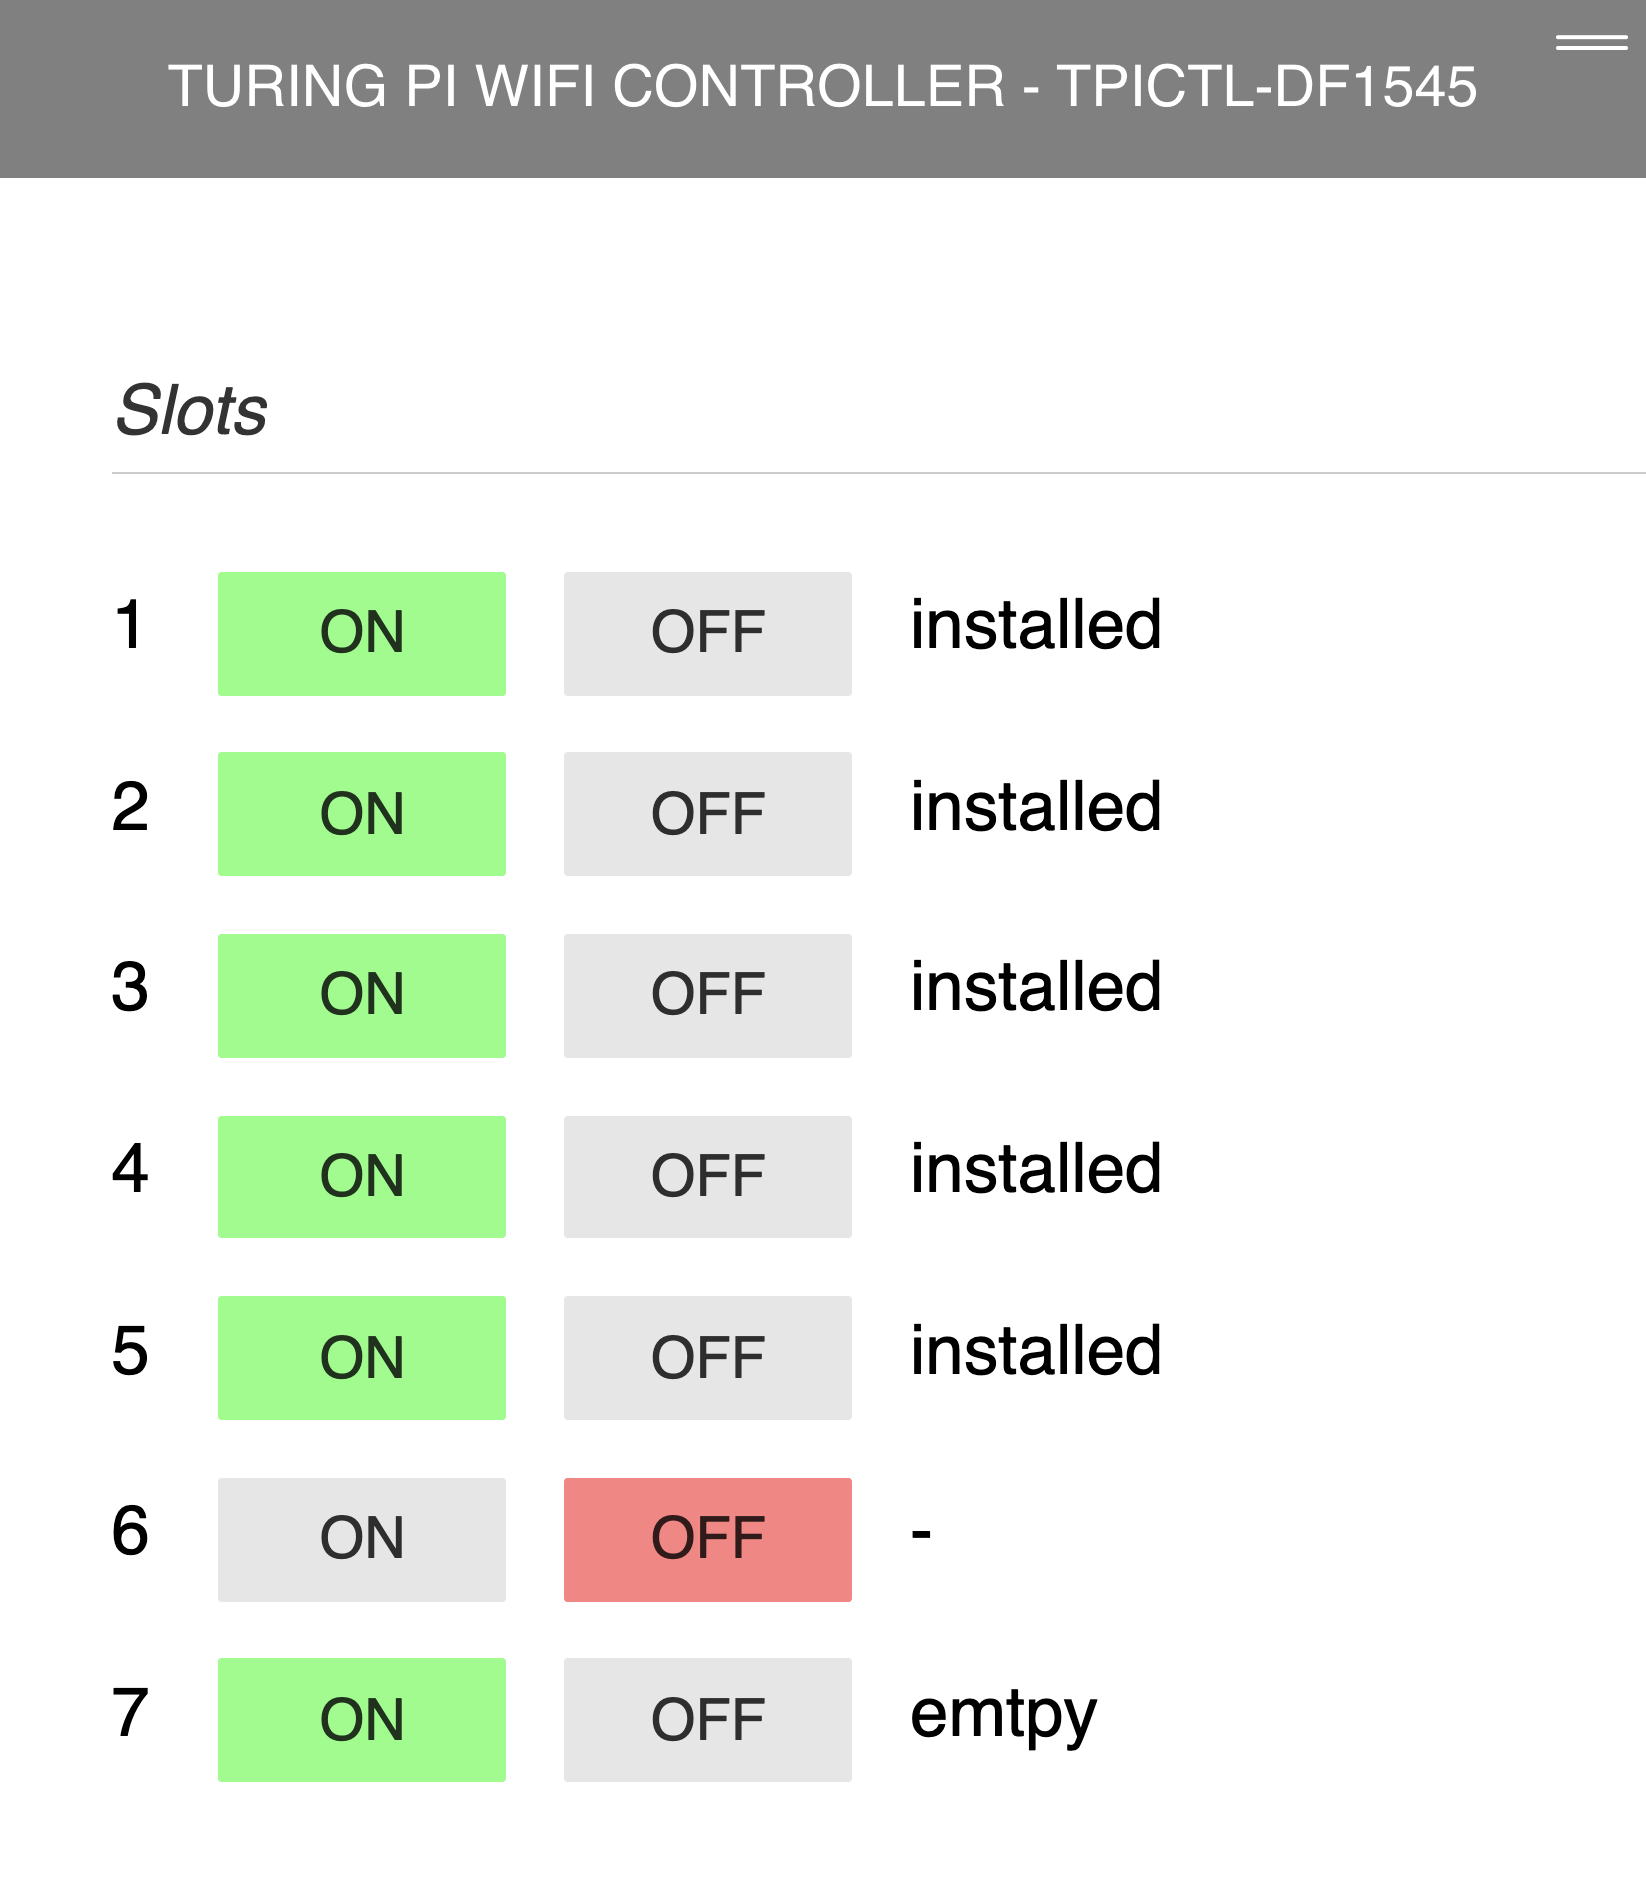 TURING PI WIFI CONTROLLER - TPICTL-DF1545
Slots
1 ON OFF installed
2 ON OFF installed
3 ON OFF installed
4 ON OFF installed
5 ON OFF installed
6 ON OFF -
7 ON OFF emtpy